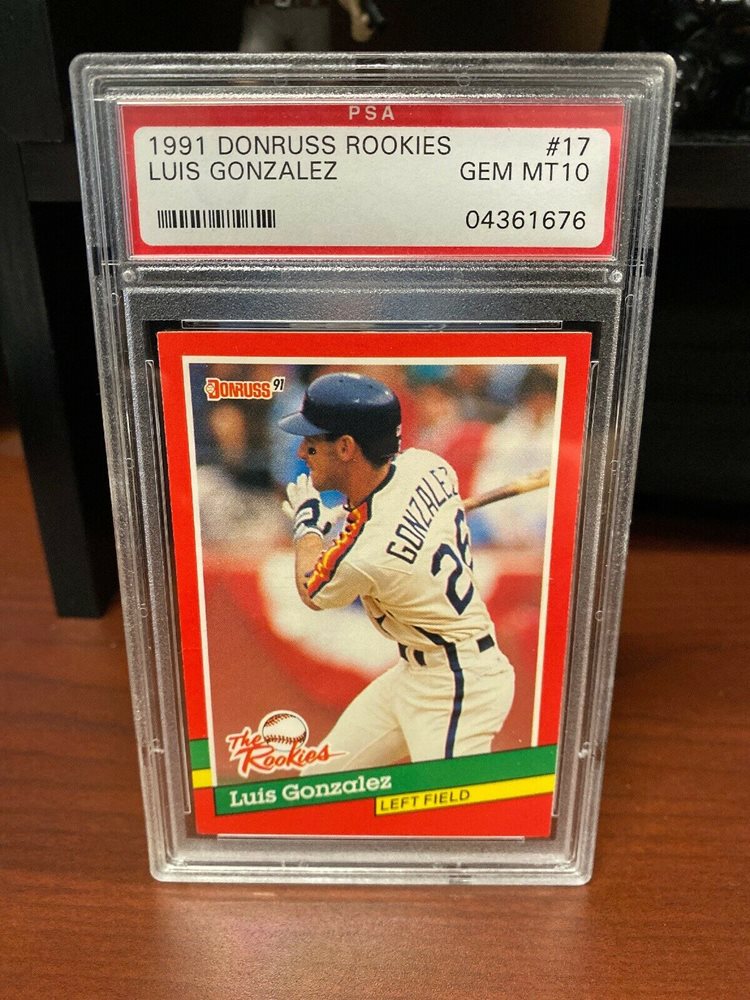 PSA
1991 DONRUSS ROOKIES #17
LUIS GONZALEZ GEM MT10
04361676
DONRUSS 91
GONZALEZ
26
The
Rookies
Luis Gonzalez
LEFT FIELD